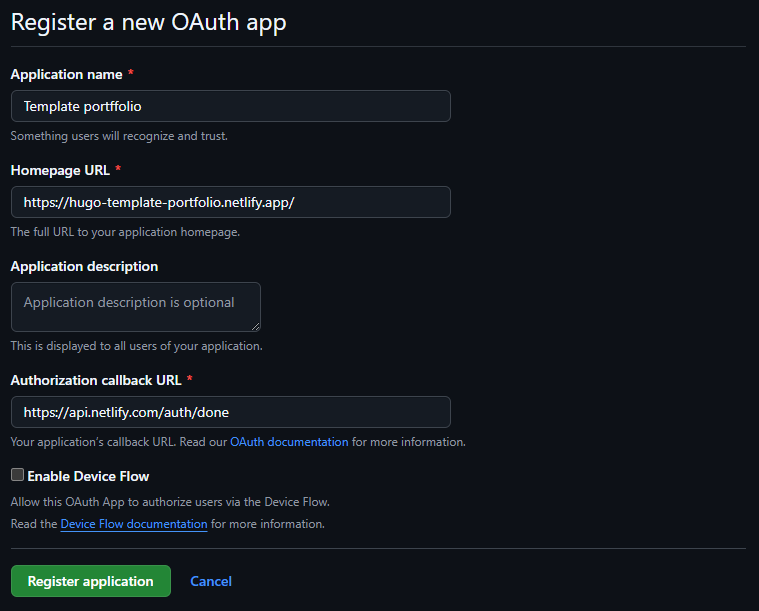 Register a new OAuth app
Application name *
Template portffolio
Something users will recognize and trust.
Homepage URL *
https://hugo-template-portfolio.netlify.app/
The full URL to your application homepage.
Application description
Application description is optional
This is displayed to all users of your application.
Authorization callback URL *
https://api.netlify.com/auth/done
Your application's callback URL. Read our OAuth documentation for more information.
Enable Device Flow
Allow this OAuth App to authorize users via the Device Flow.
Read the Device Flow documentation for more information.
Register application Cancel